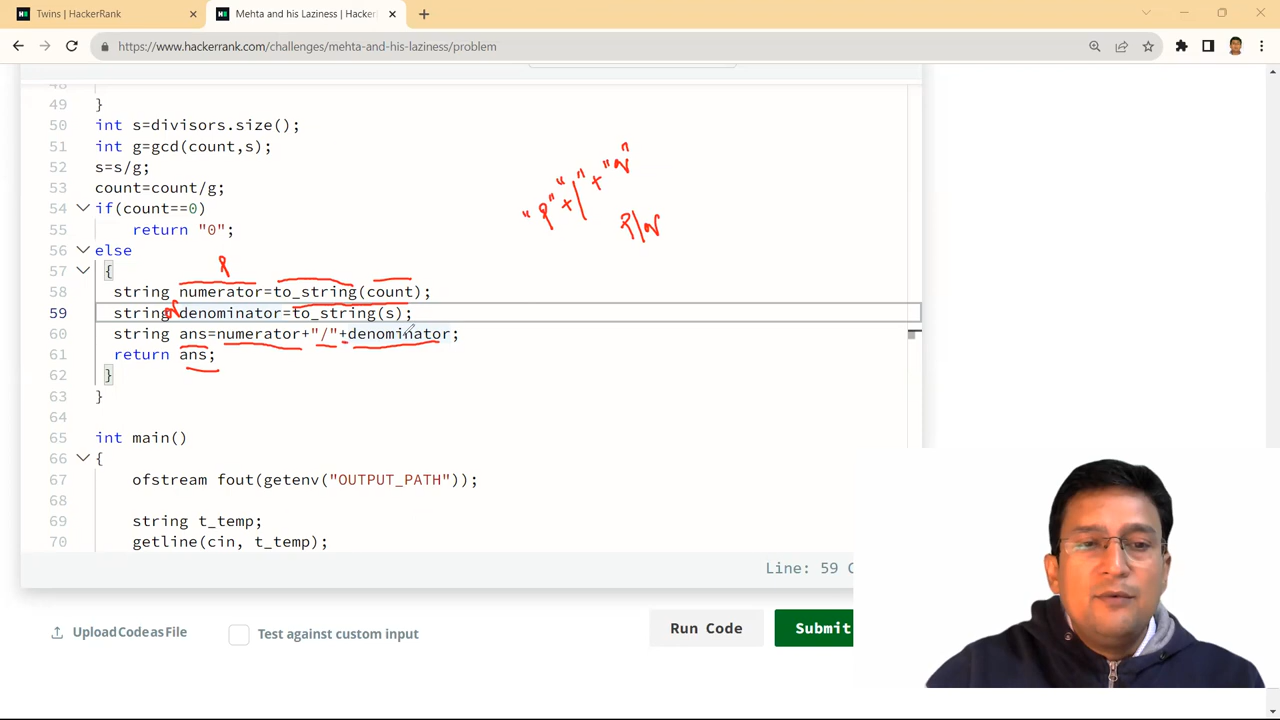 Twins | HackerRank
Mehta and his Laziness | Hacker
https://www.hackerrank.com/challenges/mehta-and-his-laziness/problem
48
49 }
50 int s=divisors.size();
51 int g=gcd(count,s);
52 s=s/g;
53 count=count/g;
54 if(count==0)
55 return "0";
56 else
57 {
58 string numerator=to_string(count);
59 string denominator=to_string(s);
60 string ans=numerator+"/"+denominator;
61 return ans;
62 }
63 }
64
65 int main()
66 {
67 ofstream fout(getenv("OUTPUT_PATH"));
68
69 string t_temp;
70 getline(cin, t_temp);
Line: 59 C
Upload Code as File
Test against custom input
Run Code
Submit